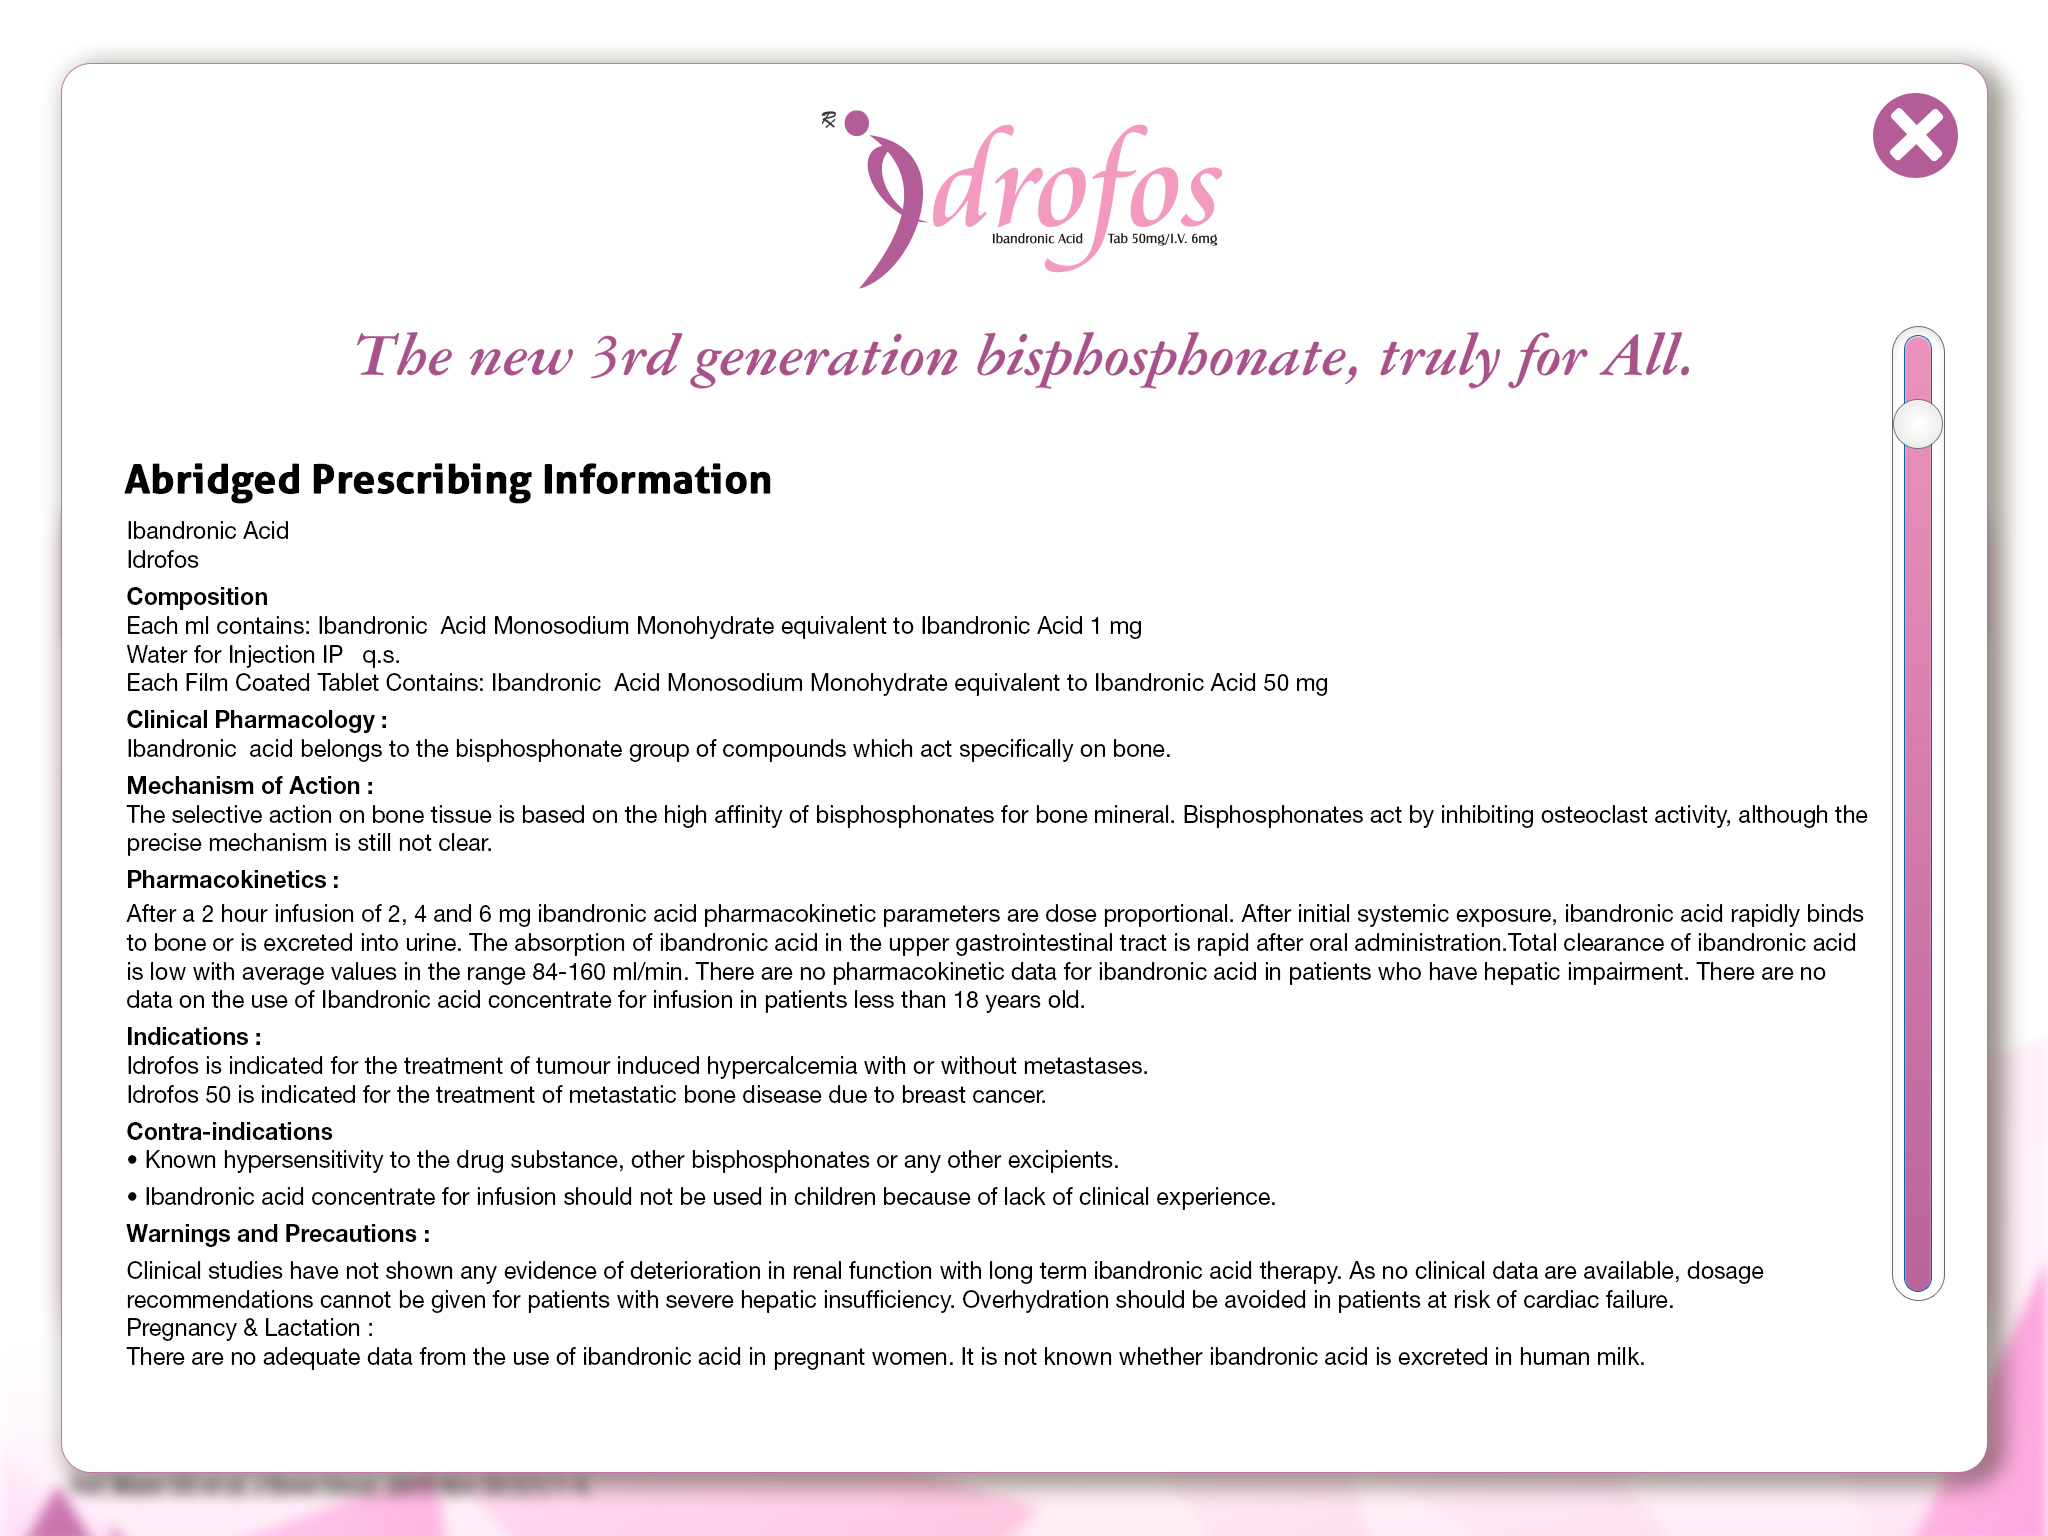 ℞ Idrofos
Ibandronic Acid Tab 50mg/I.V. 6mg
The new 3rd generation bisphosphonate, truly for All.
Abridged Prescribing Information
Ibandronic Acid
Idrofos
Composition
Each ml contains: Ibandronic Acid Monosodium Monohydrate equivalent to Ibandronic Acid 1 mg
Water for Injection IP q.s.
Each Film Coated Tablet Contains: Ibandronic Acid Monosodium Monohydrate equivalent to Ibandronic Acid 50 mg
Clinical Pharmacology :
Ibandronic acid belongs to the bisphosphonate group of compounds which act specifically on bone.
Mechanism of Action :
The selective action on bone tissue is based on the high affinity of bisphosphonates for bone mineral. Bisphosphonates act by inhibiting osteoclast activity, although the
precise mechanism is still not clear.
Pharmacokinetics :
After a 2 hour infusion of 2, 4 and 6 mg ibandronic acid pharmacokinetic parameters are dose proportional. After initial systemic exposure, ibandronic acid rapidly binds
to bone or is excreted into urine. The absorption of ibandronic acid in the upper gastrointestinal tract is rapid after oral administration.Total clearance of ibandronic acid
is low with average values in the range 84-160 ml/min. There are no pharmacokinetic data for ibandronic acid in patients who have hepatic impairment. There are no
data on the use of Ibandronic acid concentrate for infusion in patients less than 18 years old.
Indications :
Idrofos is indicated for the treatment of tumour induced hypercalcemia with or without metastases.
Idrofos 50 is indicated for the treatment of metastatic bone disease due to breast cancer.
Contra-indications
• Known hypersensitivity to the drug substance, other bisphosphonates or any other excipients.
• Ibandronic acid concentrate for infusion should not be used in children because of lack of clinical experience.
Warnings and Precautions :
Clinical studies have not shown any evidence of deterioration in renal function with long term ibandronic acid therapy. As no clinical data are available, dosage
recommendations cannot be given for patients with severe hepatic insufficiency. Overhydration should be avoided in patients at risk of cardiac failure.
Pregnancy & Lactation :
There are no adequate data from the use of ibandronic acid in pregnant women. It is not known whether ibandronic acid is excreted in human milk.